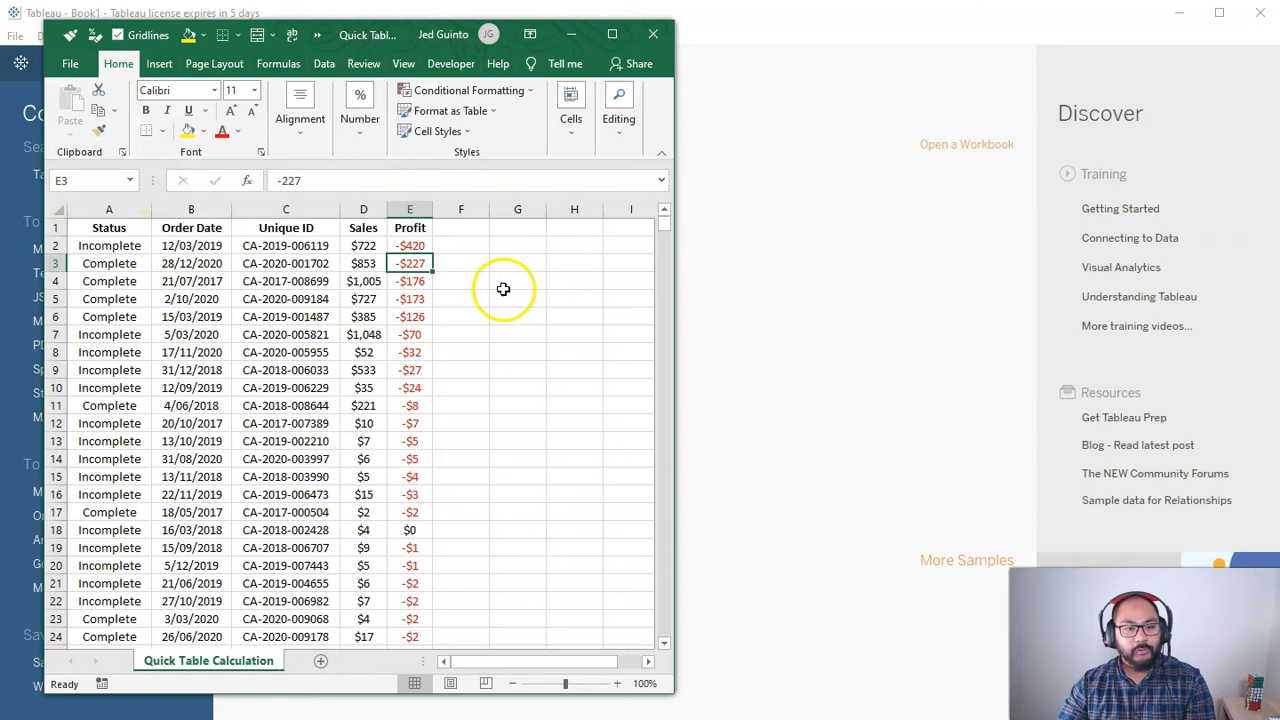 Tableau - Book1 - Tableau license expires in 5 days
File
Gridlines
Quick Tabl...
Jed Guinto
JG
File
Home
Insert
Page Layout
Formulas
Data
Review
View
Developer
Help
Tell me
Share
Paste
Calibri
11
B I U
A A
A
Alignment
%
Number
Conditional Formatting
Format as Table
Cell Styles
Cells
Editing
Clipboard
Font
Styles
E3
fx
-227
A B C D E F G H I
1 Status Order Date Unique ID Sales Profit
2 Incomplete 12/03/2019 CA-2019-006119 $722 -$420
3 Complete 28/12/2020 CA-2020-001702 $853 -$227
4 Complete 21/07/2017 CA-2017-008699 $1,005 -$176
5 Complete 2/10/2020 CA-2020-009184 $727 -$173
6 Complete 15/03/2019 CA-2019-001487 $385 -$126
7 Incomplete 5/03/2020 CA-2020-005821 $1,048 -$70
8 Incomplete 17/11/2020 CA-2020-005955 $52 -$32
9 Incomplete 31/12/2018 CA-2018-006033 $533 -$27
10 Incomplete 12/09/2019 CA-2019-006229 $35 -$24
11 Complete 4/06/2018 CA-2018-008644 $221 -$8
12 Incomplete 20/10/2017 CA-2017-007389 $10 -$7
13 Incomplete 13/10/2019 CA-2019-002210 $7 -$5
14 Incomplete 31/08/2020 CA-2020-003997 $6 -$5
15 Incomplete 13/11/2018 CA-2018-003990 $5 -$4
16 Incomplete 22/11/2019 CA-2019-006473 $15 -$3
17 Complete 18/05/2017 CA-2017-000504 $2 -$2
18 Incomplete 16/03/2018 CA-2018-002428 $4 $0
19 Incomplete 15/09/2018 CA-2018-006707 $9 -$1
20 Incomplete 5/12/2019 CA-2019-007443 $5 -$1
21 Incomplete 21/06/2019 CA-2019-004655 $6 -$2
22 Incomplete 27/10/2019 CA-2019-006982 $7 -$2
23 Complete 3/03/2020 CA-2020-009068 $4 -$2
24 Complete 26/06/2020 CA-2020-009178 $17 -$2
Quick Table Calculation
Ready
100%
Open a Workbook
More Samples
Discover
Training
Getting Started
Connecting to Data
Visual Analytics
Understanding Tableau
More training videos...
Resources
Get Tableau Prep
Blog - Read latest post
The NEW Community Forums
Sample data for Relationships